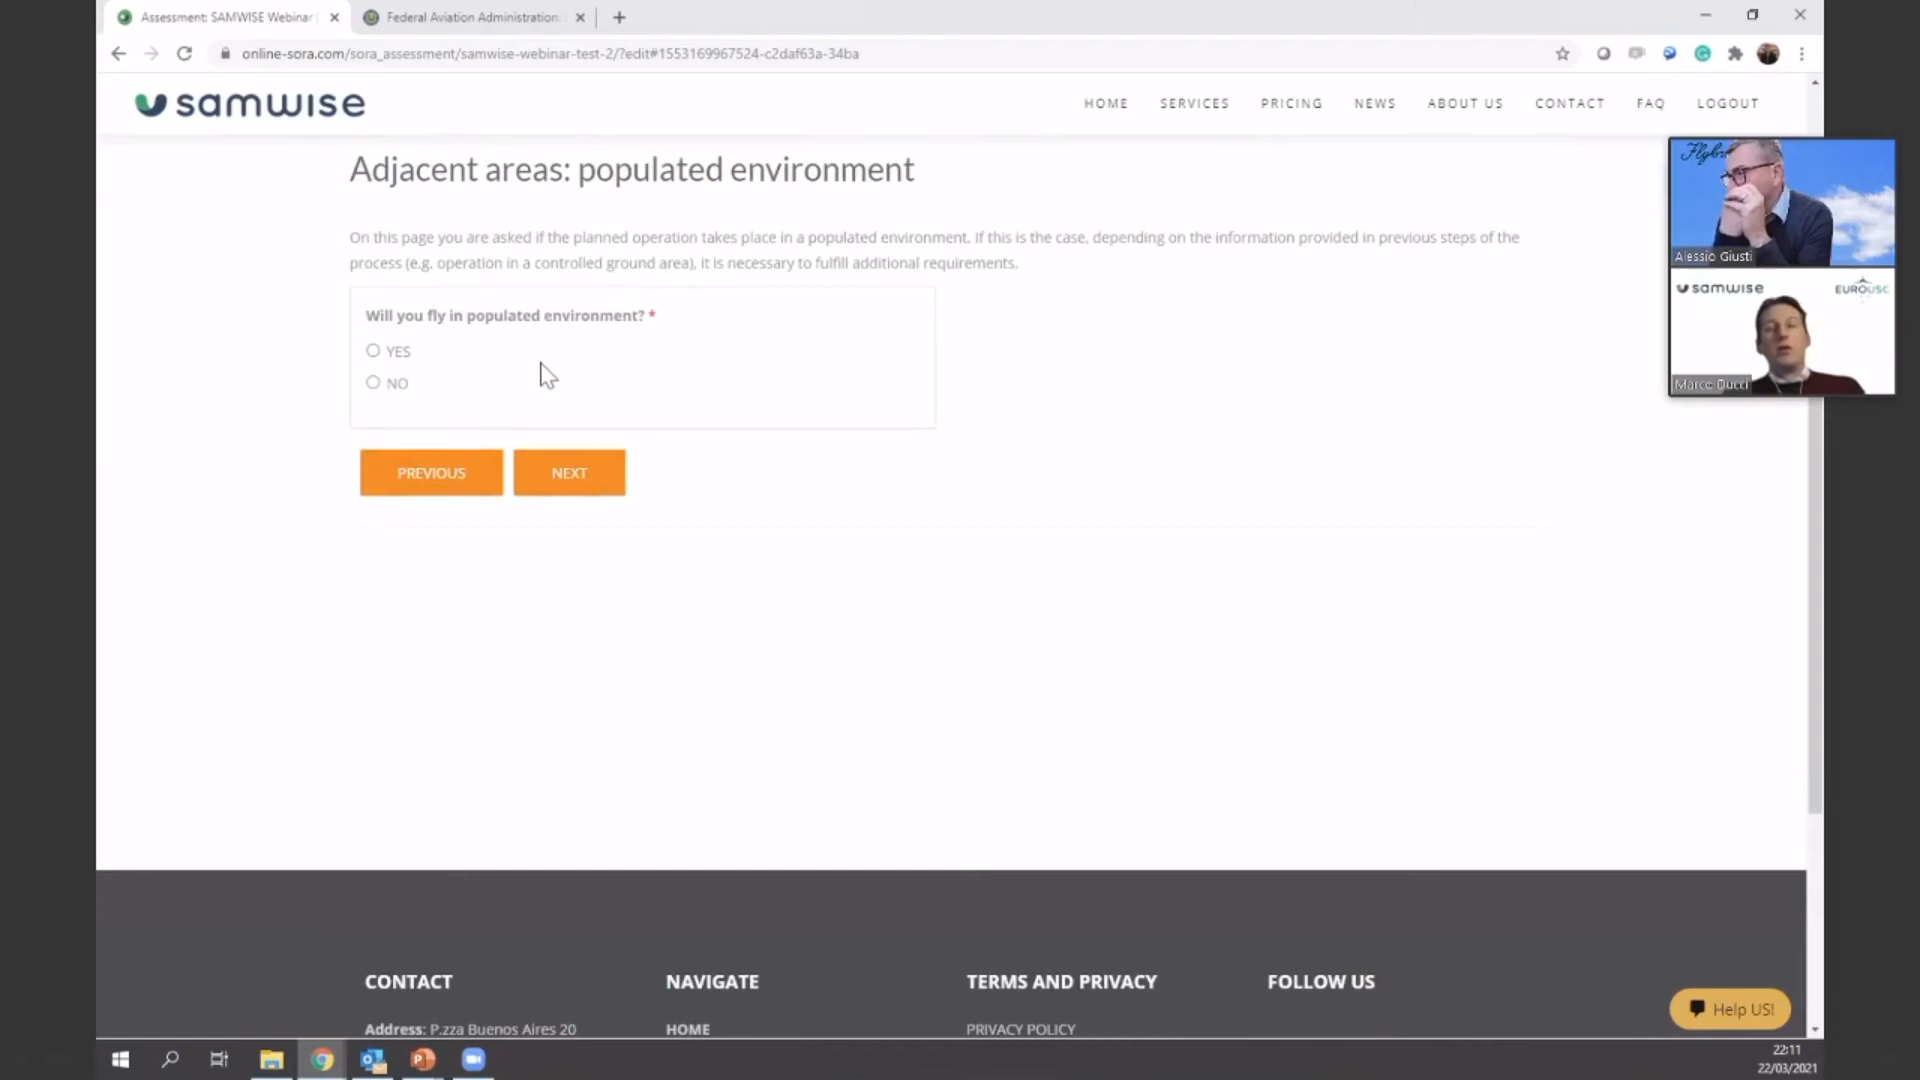 Assessment: SAMWISE Webinar
Federal Aviation Administration:
online-sora.com/sora_assessment/samwise-webinar-test-2/?edit#1553169967524-c2daf63a-34ba
samwise
HOME SERVICES PRICING NEWS ABOUT US CONTACT FAQ LOGOUT
Adjacent areas: populated environment
On this page you are asked if the planned operation takes place in a populated environment. If this is the case, depending on the information provided in previous steps of the
process (e.g. operation in a controlled ground area), it is necessary to fulfill additional requirements.
Will you fly in populated environment? *
YES
NO
PREVIOUS NEXT
Alessio Giusti
samwise EUROUSC
Marco Ducci
CONTACT NAVIGATE TERMS AND PRIVACY FOLLOW US
Address: P.zza Buenos Aires 20 HOME PRIVACY POLICY
Help US!
22:11
22/03/2021